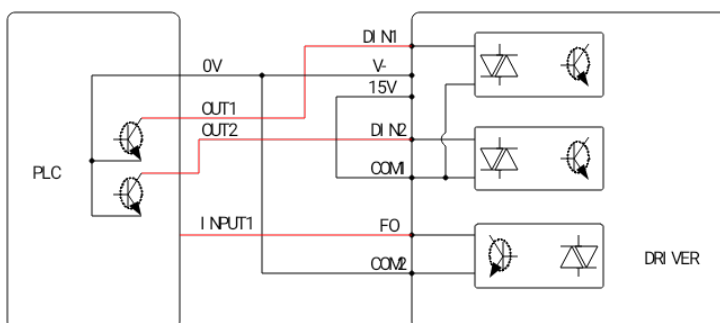 DIN1
0V
V-
15V
OUT1
OUT2
DIN2
PLC
COM1
INPUT1
FO
COM2
DRIVER